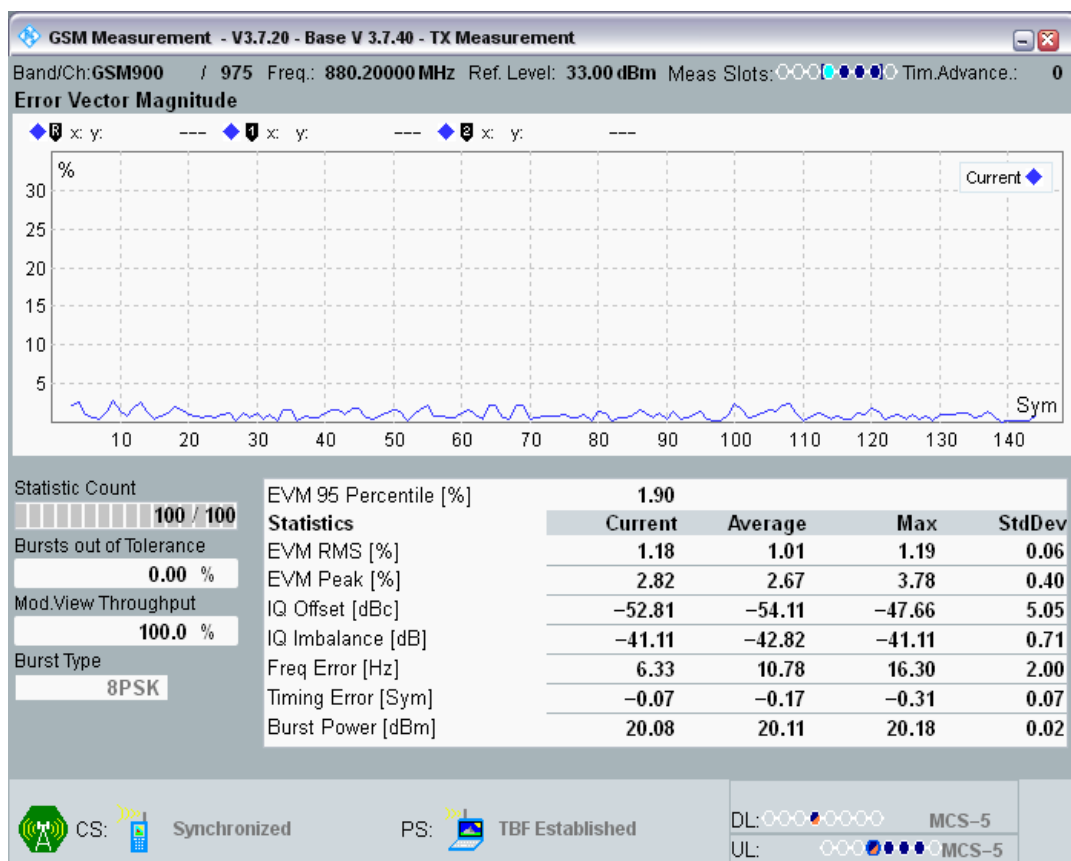 GSM Measurement - V3.7.20 - Base V 3.7.40 - TX Measurement
Band/Ch:GSM900 / 975 Freq.: 880.20000 MHz Ref. Level: 33.00 dBm Meas Slots: Tim.Advance.: 0
Error Vector Magnitude
R x: y: --- 1 x: y: --- 2 x: y: ---
%
Current
30
25
20
15
10
5
Sym
10 20 30 40 50 60 70 80 90 100 110 120 130 140
Statistic Count
100 / 100
Bursts out of Tolerance
0.00 %
Mod.View Throughput
100.0 %
Burst Type
8PSK
EVM 95 Percentile [%] 1.90
Statistics Current Average Max StdDev
EVM RMS [%] 1.18 1.01 1.19 0.06
EVM Peak [%] 2.82 2.67 3.78 0.40
IQ Offset [dBc] −52.81 −54.11 −47.66 5.05
IQ Imbalance [dB] −41.11 −42.82 −41.11 0.71
Freq Error [Hz] 6.33 10.78 16.30 2.00
Timing Error [Sym] −0.07 −0.17 −0.31 0.07
Burst Power [dBm] 20.08 20.11 20.18 0.02
CS: Synchronized PS: TBF Established
DL: MCS−5
UL: MCS−5